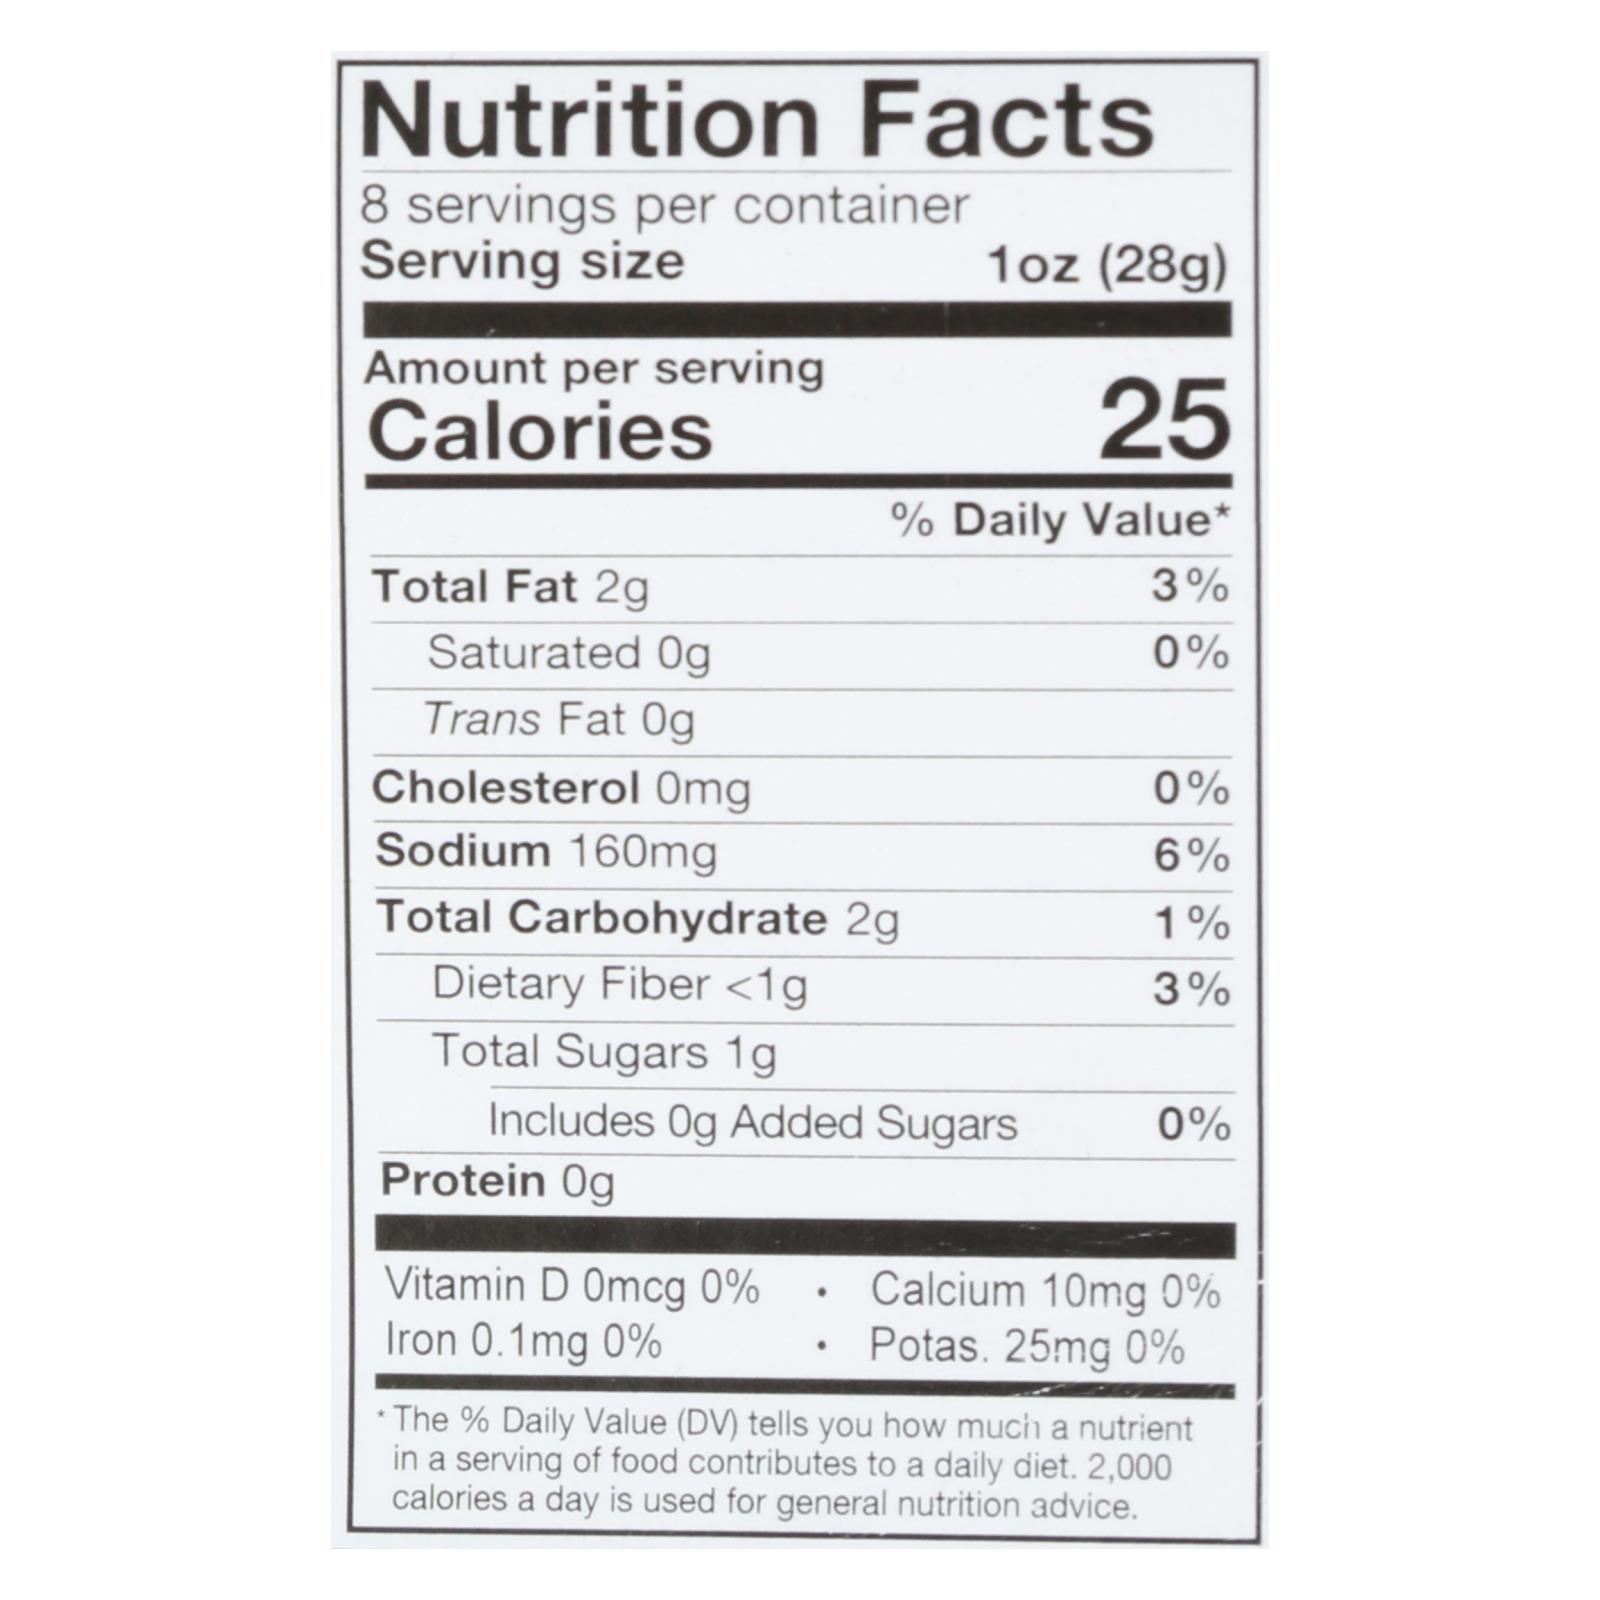 Nutrition Facts
8 servings per container
Serving size 1oz (28g)
Amount per serving
Calories 25
% Daily Value*
Total Fat 2g 3%
Saturated 0g 0%
Trans Fat 0g
Cholesterol 0mg 0%
Sodium 160mg 6%
Total Carbohydrate 2g 1%
Dietary Fiber <1g 3%
Total Sugars 1g
Includes 0g Added Sugars 0%
Protein 0g
Vitamin D 0mcg 0% • Calcium 10mg 0%
Iron 0.1mg 0% • Potas. 25mg 0%
* The % Daily Value (DV) tells you how much a nutrient
in a serving of food contributes to a daily diet. 2,000
calories a day is used for general nutrition advice.